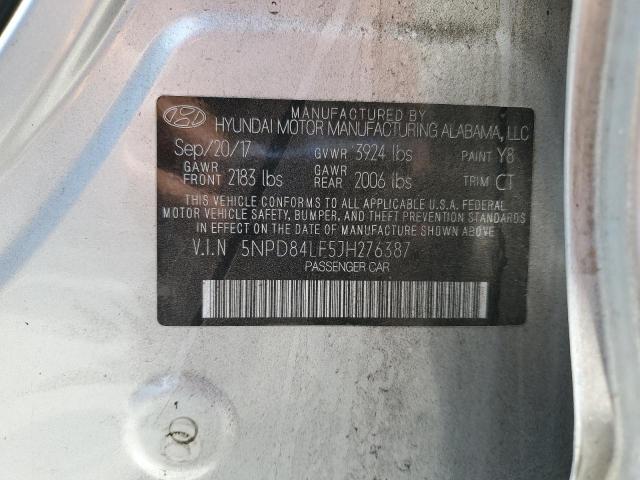 MANUFACTURED BY
HYUNDAI MOTOR MANUFACTURING ALABAMA, LLC
Sep/20/17 GVWR 3924 lbs PAINT Y8
GAWR FRONT 2183 lbs GAWR REAR 2006 lbs TRIM CT
THIS VEHICLE CONFORMS TO ALL APPLICABLE U.S.A. FEDERAL
MOTOR VEHICLE SAFETY, BUMPER, AND THEFT PREVENTION STANDARDS
IN EFFECT ON THE DATE OF MANUFACTURE SHOWN ABOVE.
V.I.N 5NPD84LF5JH276387
PASSENGER CAR